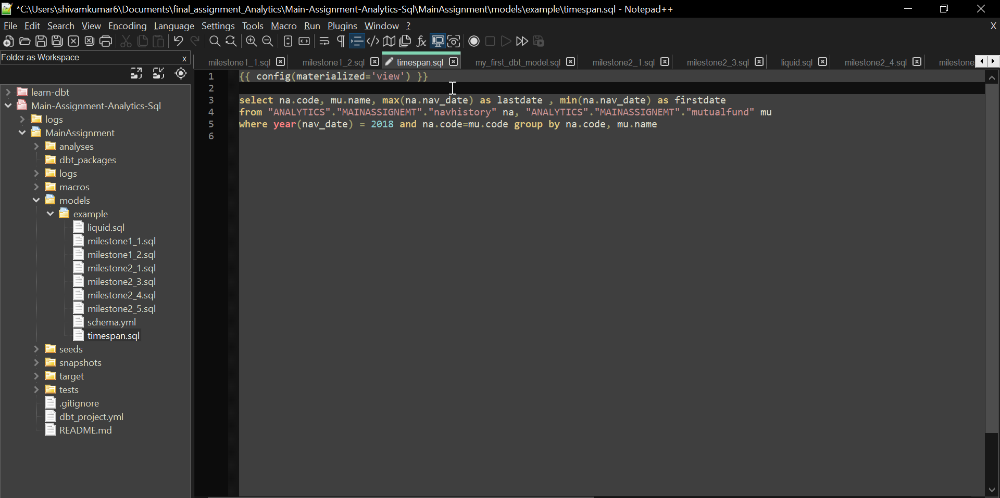 *C:\Users\shivamkumar6\Documents\final_assignment_Analytics\Main-Assignment-Analytics-Sql\MainAssignment\models\example\timespan.sql - Notepad++
File Edit Search View Encoding Language Settings Tools Macro Run Plugins Window ? X
Folder as Workspace x
milestone1_1.sql milestone1_2.sql timespan.sql my_first_dbt_model.sql milestone2_1.sql milestone2_3.sql liquid.sql milestone2_4.sql milestone
learn-dbt
Main-Assignment-Analytics-Sql
logs
MainAssignment
analyses
dbt_packages
logs
macros
models
example
liquid.sql
milestone1_1.sql
milestone1_2.sql
milestone2_1.sql
milestone2_3.sql
milestone2_4.sql
milestone2_5.sql
schema.yml
timespan.sql
seeds
snapshots
target
tests
.gitignore
dbt_project.yml
README.md
1 {{ config(materialized='view') }}
2
3 select na.code, mu.name, max(na.nav_date) as lastdate , min(na.nav_date) as firstdate
4 from "ANALYTICS"."MAINASSIGNEMT"."navhistory" na, "ANALYTICS"."MAINASSIGNEMT"."mutualfund" mu
5 where year(nav_date) = 2018 and na.code=mu.code group by na.code, mu.name
6